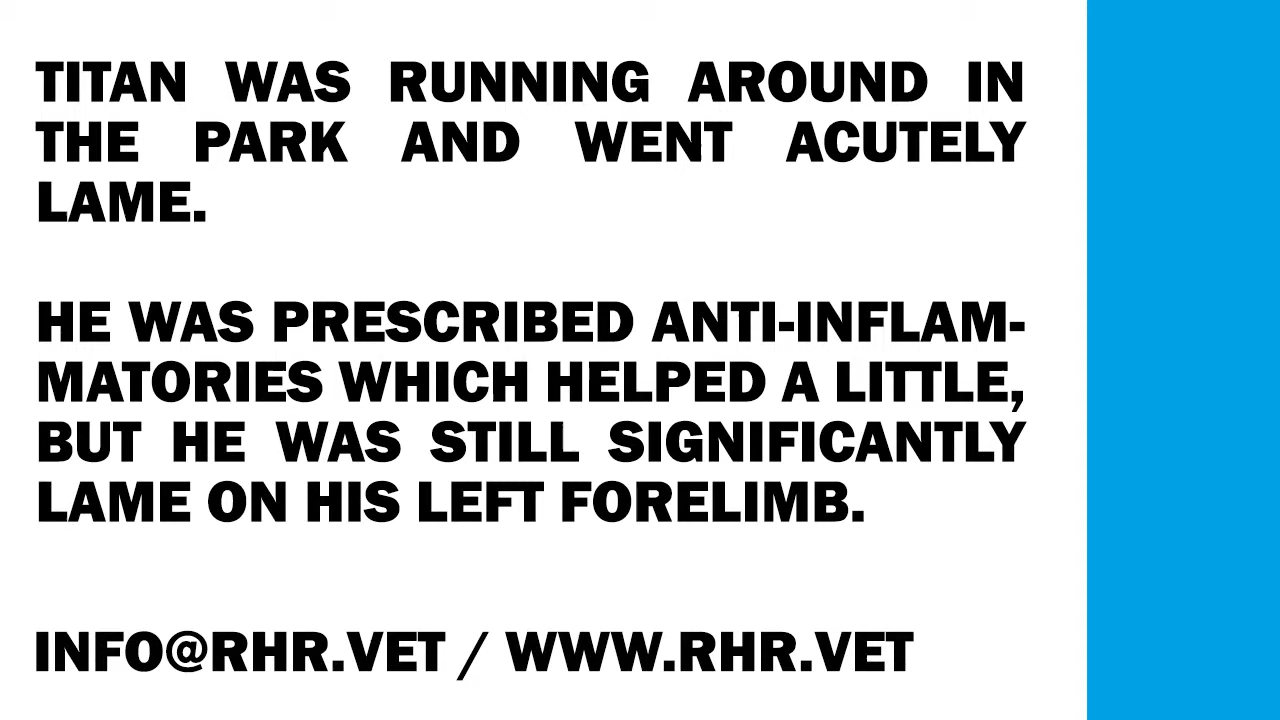 TITAN WAS RUNNING AROUND IN
THE PARK AND WENT ACUTELY
LAME.
HE WAS PRESCRIBED ANTI-INFLAM-
MATORIES WHICH HELPED A LITTLE,
BUT HE WAS STILL SIGNIFICANTLY
LAME ON HIS LEFT FORELIMB.
INFO@RHR.VET / WWW.RHR.VET